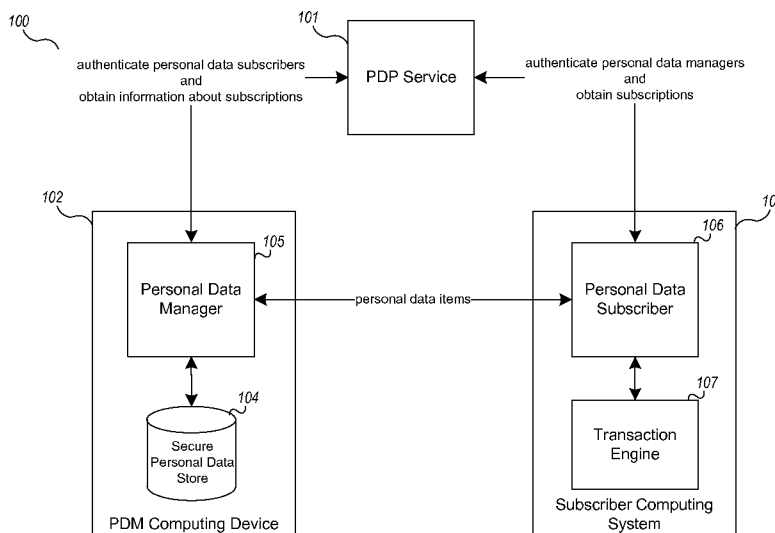 100
101
authenticate personal data subscribers
and
obtain information about subscriptions
PDP Service
authenticate personal data managers
and
obtain subscriptions
102
10
105
106
Personal Data
Manager
personal data items
Personal Data
Subscriber
104
107
Secure
Personal Data
Store
Transaction
Engine
PDM Computing Device
Subscriber Computing
System